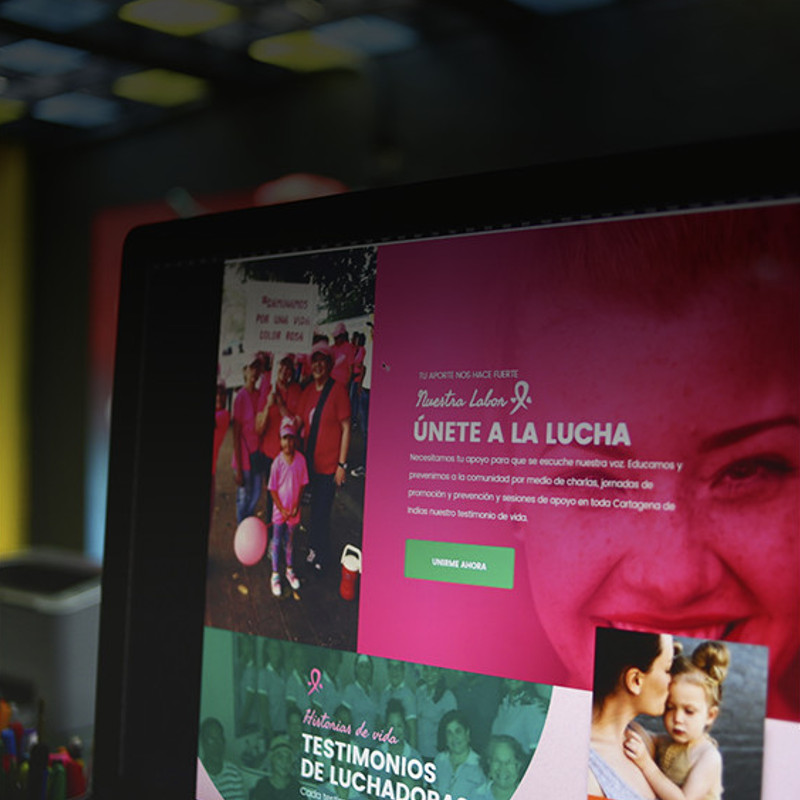 #CAMINAMOS
POR UNA VIDA
COLOR ROSA
TU APORTE NOS HACE FUERTE
Nuestra Labor
ÚNETE A LA LUCHA
Necesitamos tu apoyo para que se escuche nuestra voz. Educamos y
prevenimos a la comunidad por medio de charlas, jornadas de
promoción y prevención y sesiones de apoyo en toda Cartagena de
Indias nuestro testimonio de vida.
UNIRME AHORA
Historias de vida
TESTIMONIOS
DE LUCHADORAS
Cada